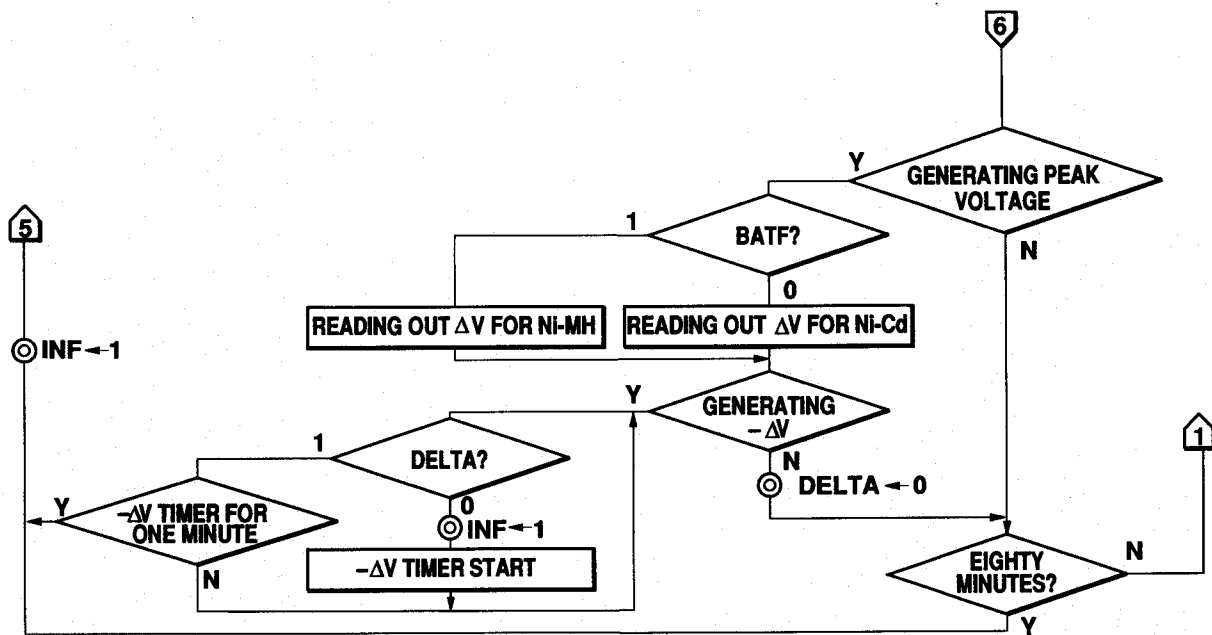 6
Y
GENERATING PEAK
VOLTAGE
N
5
1
BATF?
0
READING OUT ΔV FOR Ni-MH
READING OUT ΔV FOR Ni-Cd
INF←1
Y
GENERATING
−ΔV
N
1
1
DELTA?
0
DELTA←0
Y
−ΔV TIMER FOR
ONE MINUTE
N
INF←1
−ΔV TIMER START
EIGHTY
MINUTES?
N
Y